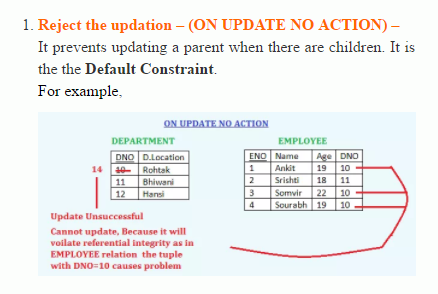 1. Reject the updation – (ON UPDATE NO ACTION) –
It prevents updating a parent when there are children. It is
the the Default Constraint.
For example,
ON UPDATE NO ACTION
DEPARTMENT
DNO D.Location
14 10 Rohtak
11 Bhiwani
12 Hansi
EMPLOYEE
ENO Name Age DNO
1 Ankit 19 10
2 Srishti 18 11
3 Somvir 22 10
4 Sourabh 19 10
Update Unsuccessful
Cannot update, Because it will
voilate referential integrity as in
EMPLOYEE relation the tuple
with DNO=10 causes problem